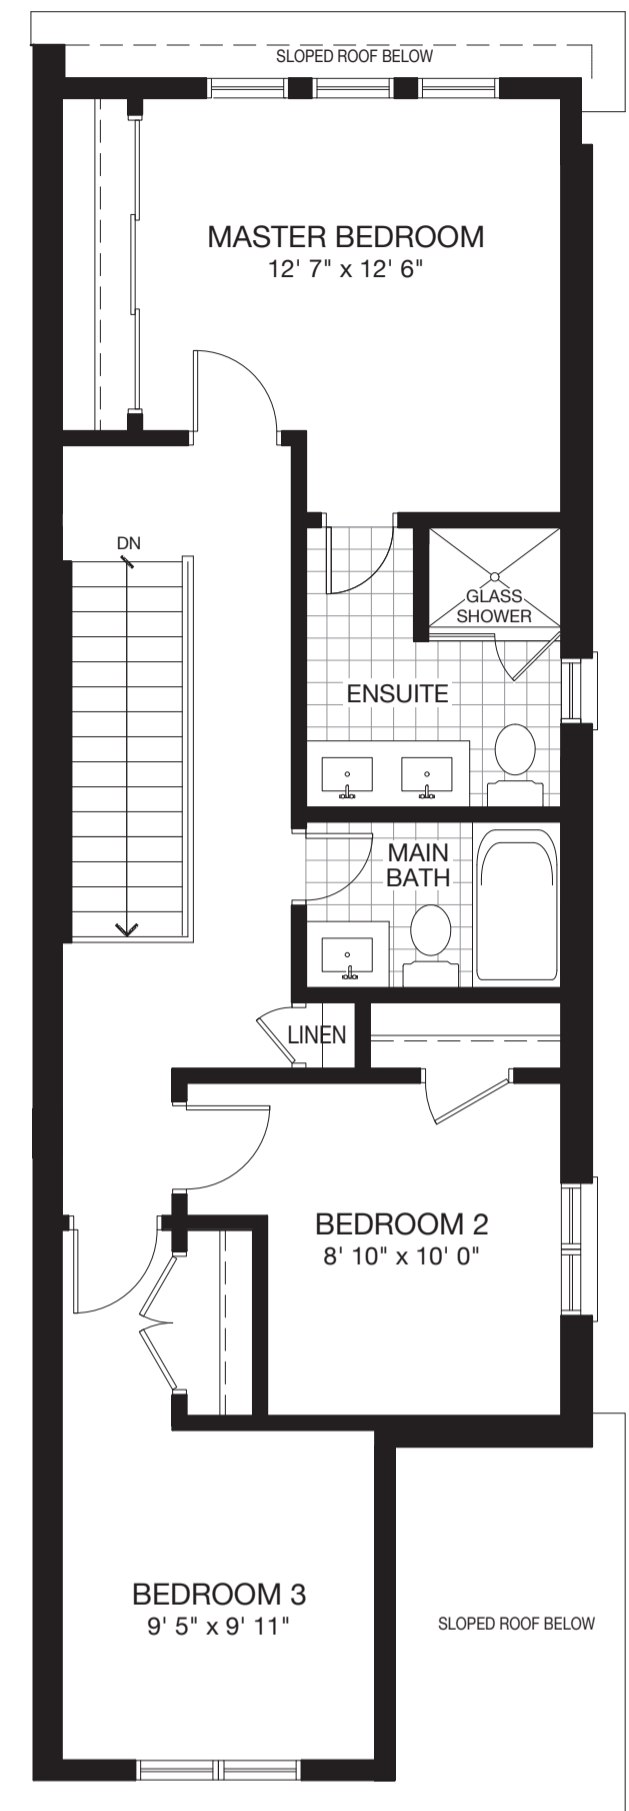 SLOPED ROOF BELOW
MASTER BEDROOM
12' 7" x 12' 6"
DN
GLASS
SHOWER
ENSUITE
MAIN
BATH
LINEN
BEDROOM 2
8' 10" x 10' 0"
BEDROOM 3
9' 5" x 9' 11"
SLOPED ROOF BELOW